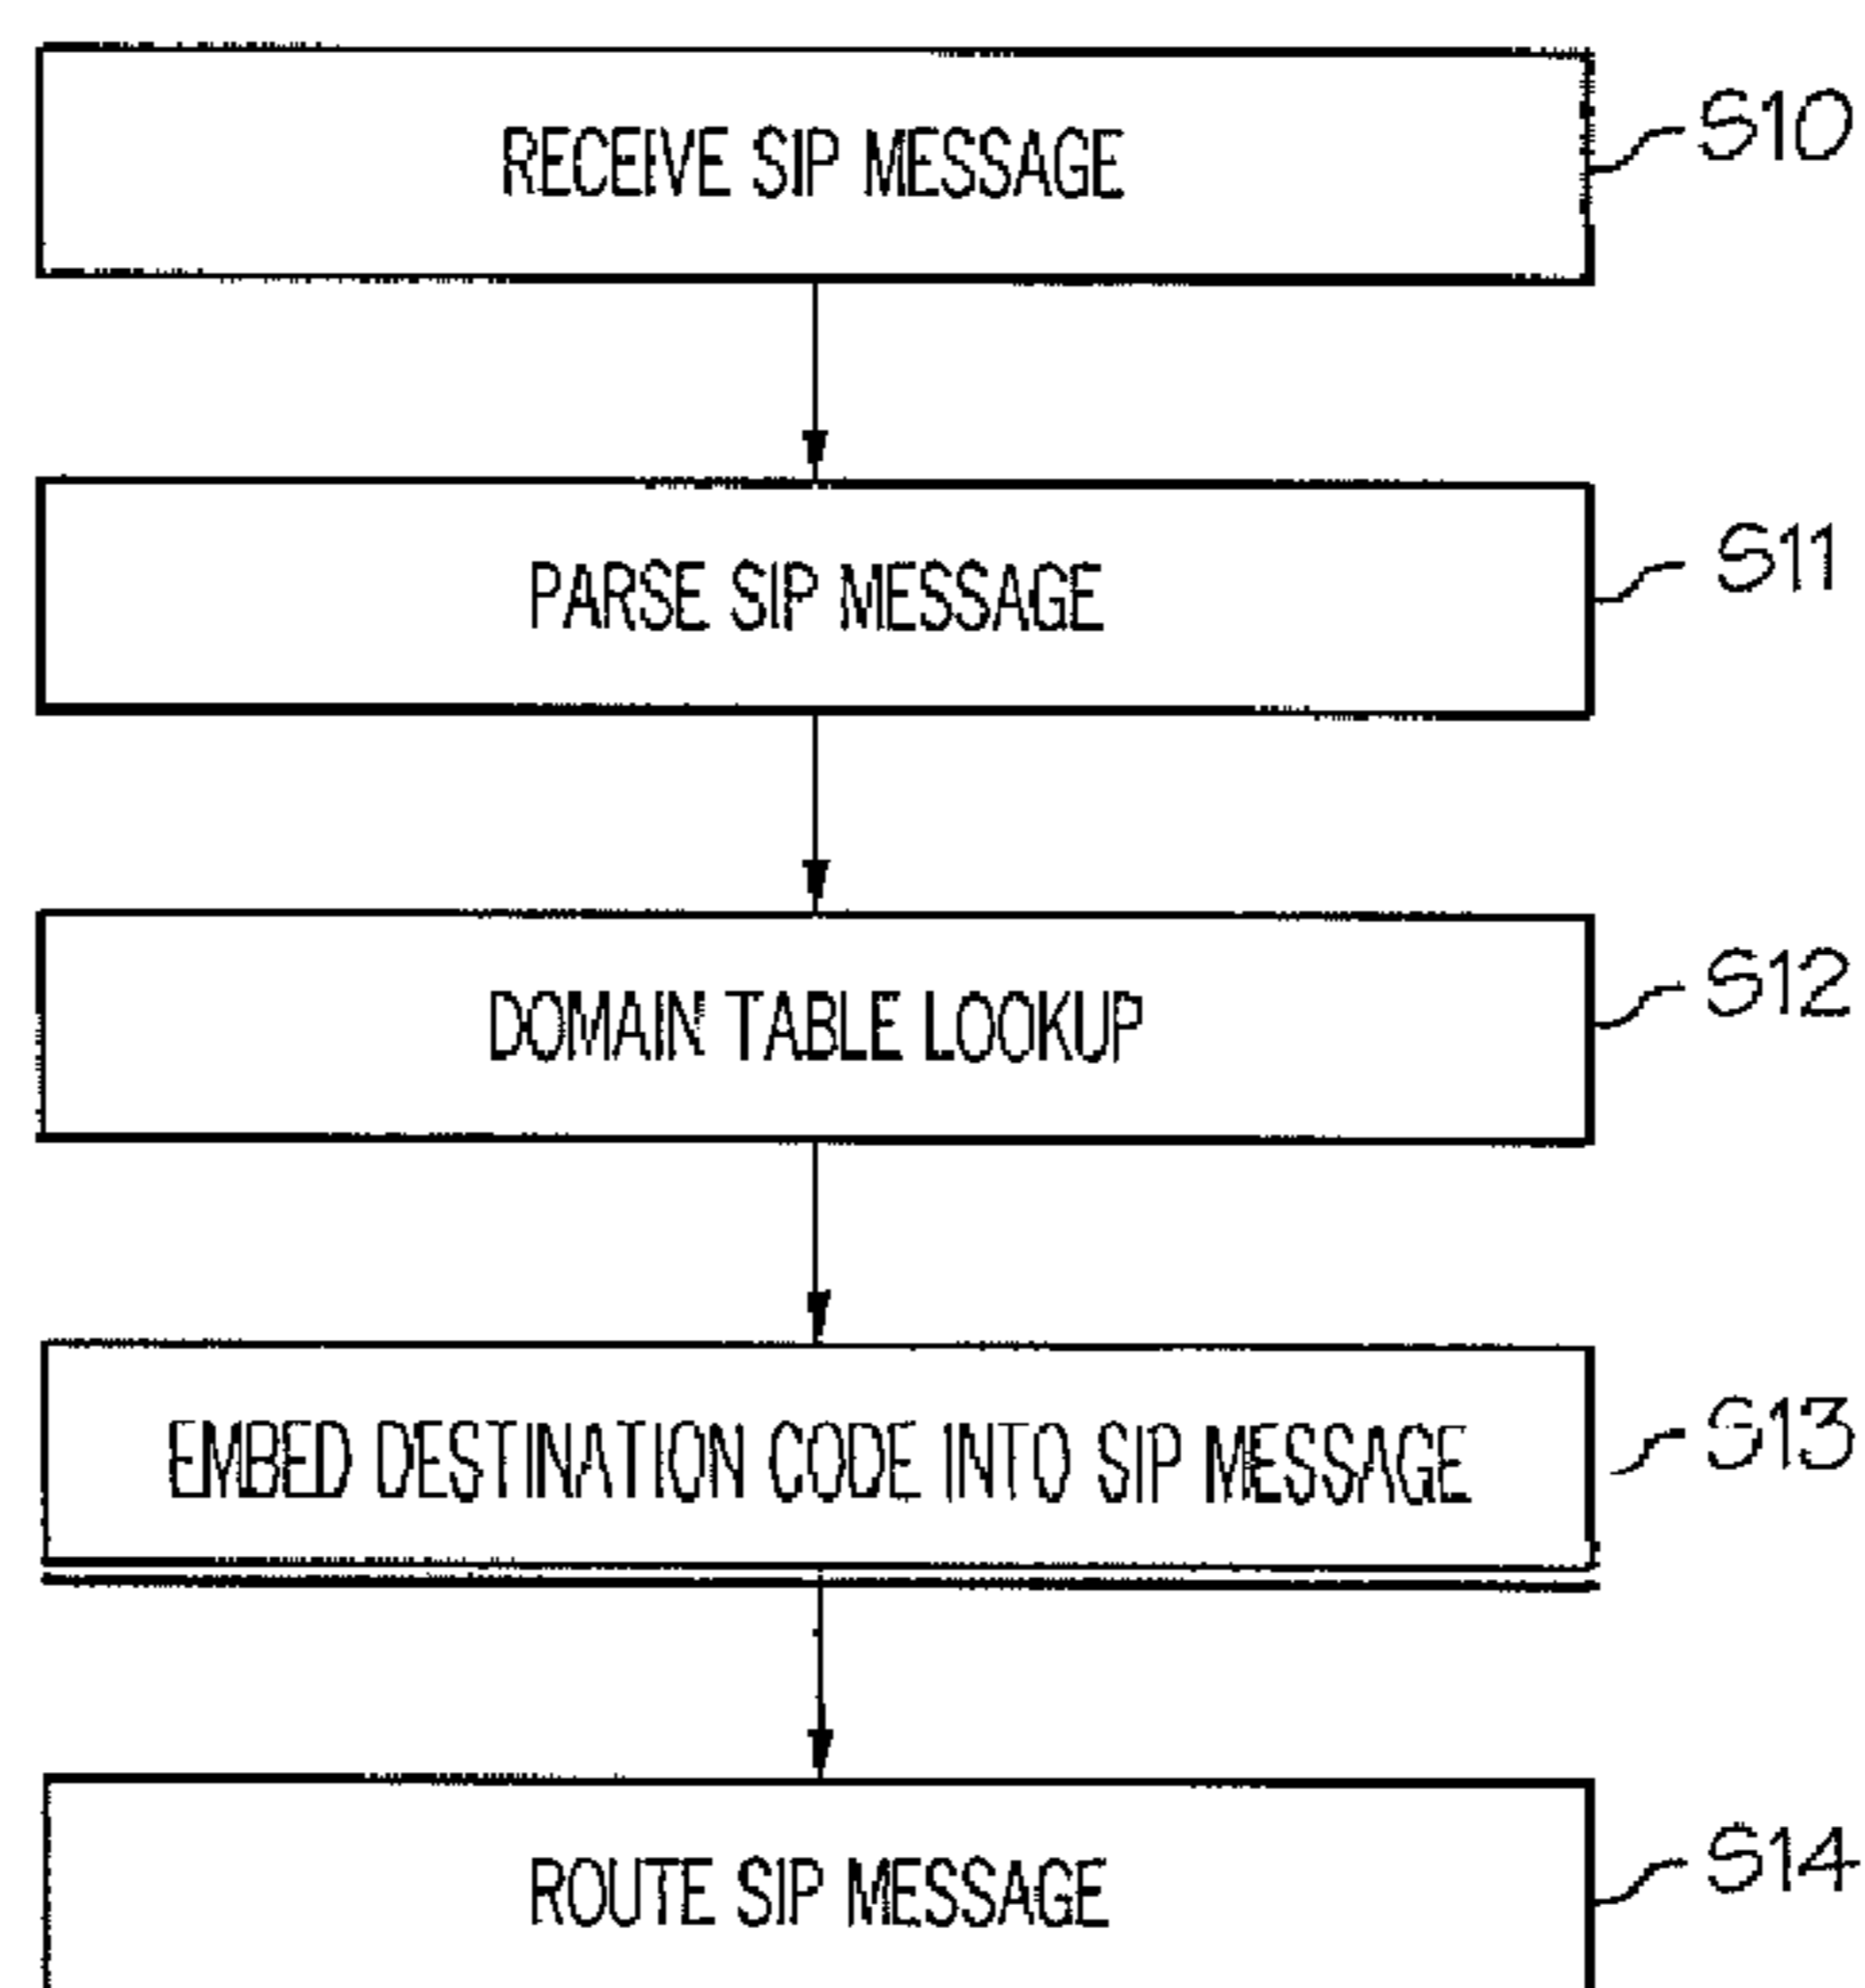 RECEIVE SIP MESSAGE
S10
PARSE SIP MESSAGE
S11
DOMAIN TABLE LOOKUP
S12
EMBED DESTINATION CODE INTO SIP MESSAGE
S13
ROUTE SIP MESSAGE
S14